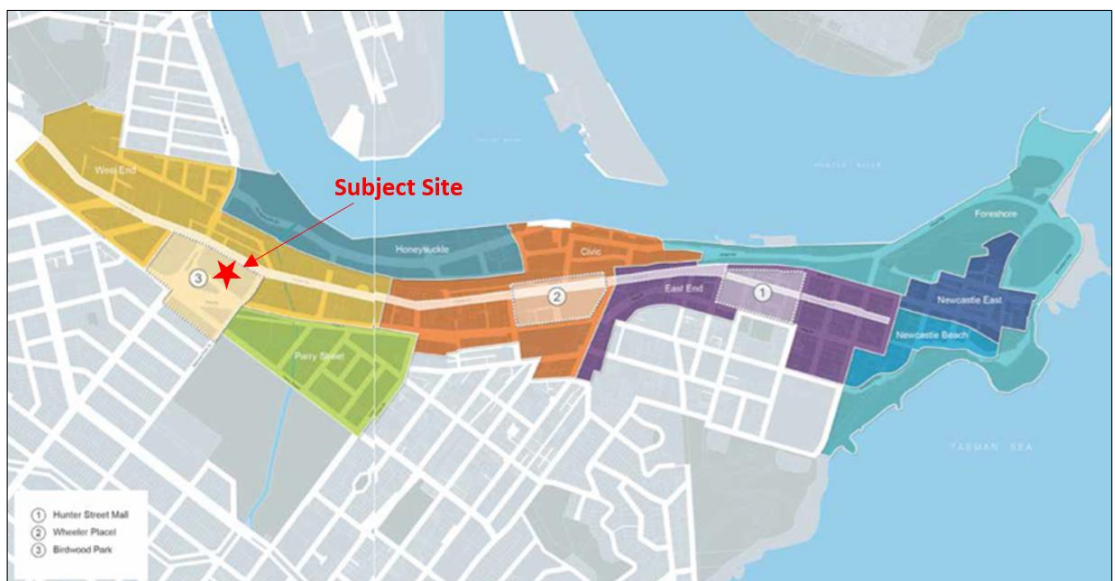 HUNTER RIVER
West End
Subject Site
Foreshore
Honeysuckle
Civic
3
2
East End
1
Newcastle East
Newcastle Beach
Parry Street
TASMAN SEA
1 Hunter Street Mall
2 Wheeler Placel
3 Birdwood Park